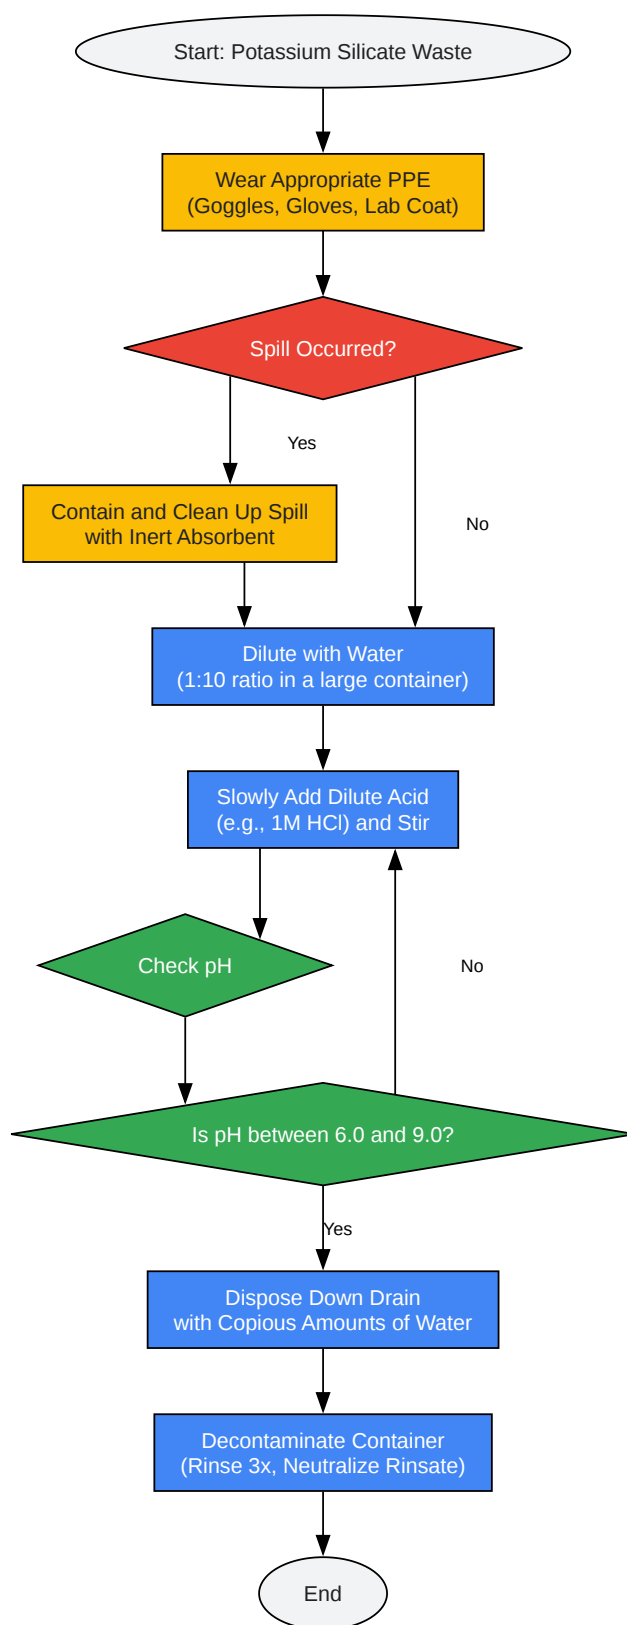 Start: Potassium Silicate Waste
Wear Appropriate PPE
(Goggles, Gloves, Lab Coat)
Spill Occurred?
Yes
Contain and Clean Up Spill
with Inert Absorbent
No
Dilute with Water
(1:10 ratio in a large container)
Slowly Add Dilute Acid
(e.g., 1M HCl) and Stir
Check pH
No
Is pH between 6.0 and 9.0?
Yes
Dispose Down Drain
with Copious Amounts of Water
Decontaminate Container
(Rinse 3x, Neutralize Rinsate)
End